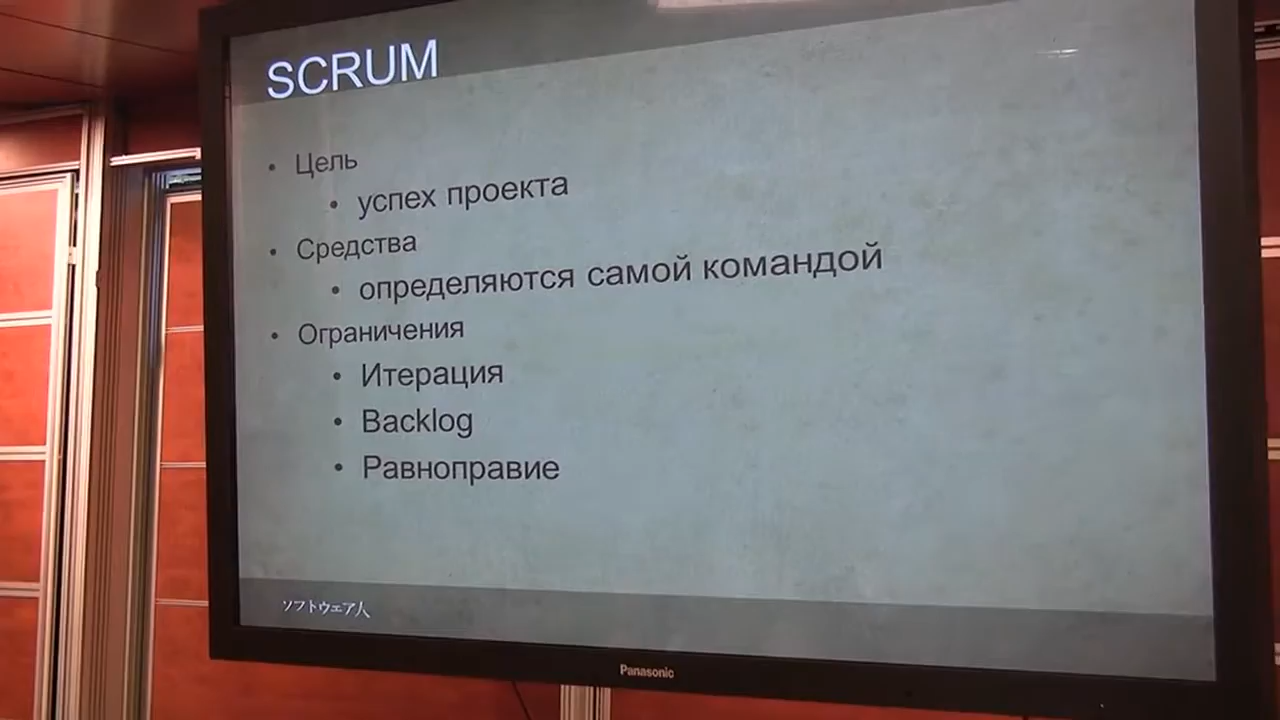 SCRUM
• Цель
• успех проекта
• Средства
• определяются самой командой
• Ограничения
• Итерация
• Backlog
• Равноправие
ソフトウェア人
Panasonic